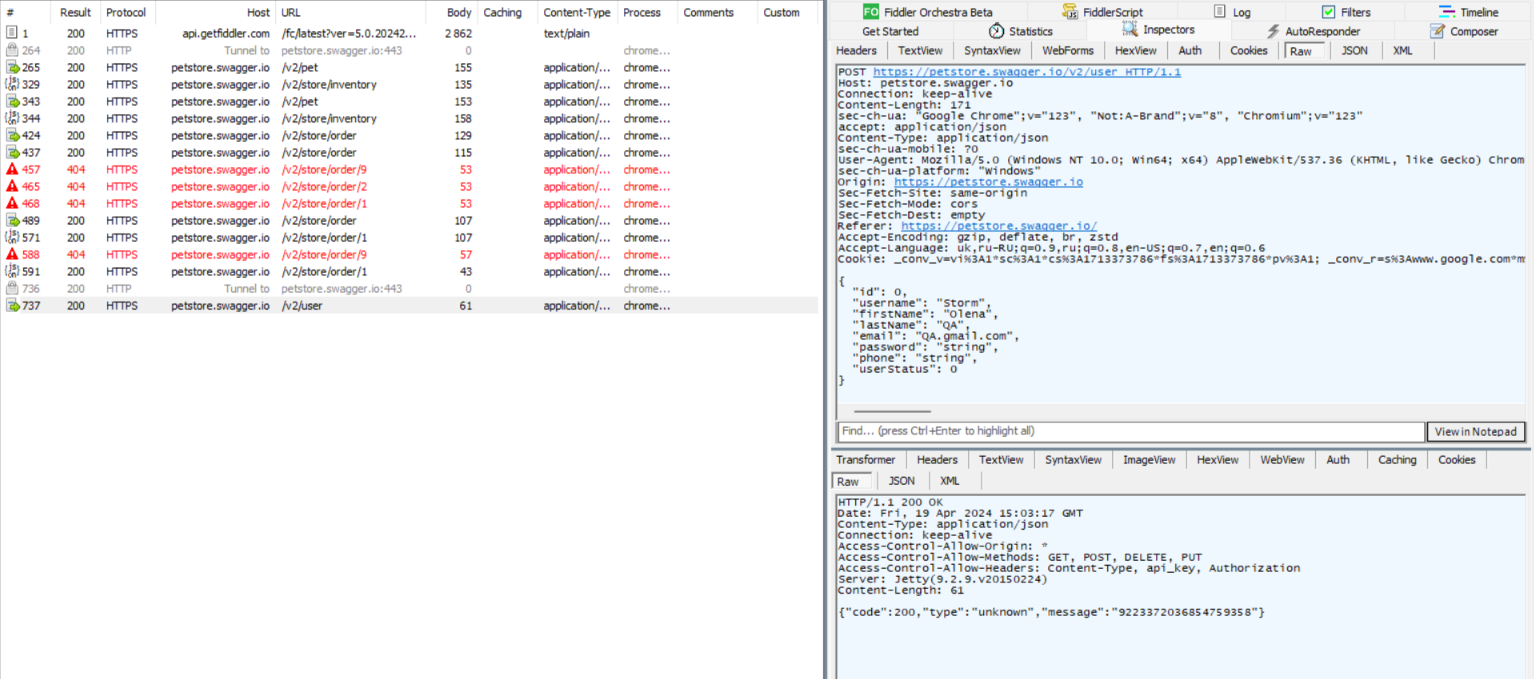 # Result Protocol Host URL Body Caching Content-Type Process Comments Custom
1 200 HTTPS api.getfiddler.com /fc/latest?ver=5.0.20242... 2 862 text/plain
264 200 HTTP Tunnel to petstore.swagger.io:443 0 chrome...
265 200 HTTPS petstore.swagger.io /v2/pet 155 application/... chrome...
329 200 HTTPS petstore.swagger.io /v2/store/inventory 135 application/... chrome...
343 200 HTTPS petstore.swagger.io /v2/pet 153 application/... chrome...
344 200 HTTPS petstore.swagger.io /v2/store/inventory 158 application/... chrome...
424 200 HTTPS petstore.swagger.io /v2/store/order 129 application/... chrome...
437 200 HTTPS petstore.swagger.io /v2/store/order 115 application/... chrome...
457 404 HTTPS petstore.swagger.io /v2/store/order/9 53 application/... chrome...
465 404 HTTPS petstore.swagger.io /v2/store/order/2 53 application/... chrome...
468 404 HTTPS petstore.swagger.io /v2/store/order/1 53 application/... chrome...
489 200 HTTPS petstore.swagger.io /v2/store/order 107 application/... chrome...
571 200 HTTPS petstore.swagger.io /v2/store/order/1 107 application/... chrome...
588 404 HTTPS petstore.swagger.io /v2/store/order/9 57 application/... chrome...
591 200 HTTPS petstore.swagger.io /v2/store/order/1 43 application/... chrome...
736 200 HTTP Tunnel to petstore.swagger.io:443 0 chrome...
737 200 HTTPS petstore.swagger.io /v2/user 61 application/... chrome...
FO Fiddler Orchestra Beta FiddlerScript Log Filters Timeline
Get Started Statistics Inspectors AutoResponder Composer
Headers TextView SyntaxView WebForms HexView Auth Cookies Raw JSON XML
POST https://petstore.swagger.io/v2/user HTTP/1.1
Host: petstore.swagger.io
Connection: keep-alive
Content-Length: 171
sec-ch-ua: "Google Chrome";v="123", "Not:A-Brand";v="8", "Chromium";v="123"
accept: application/json
Content-Type: application/json
sec-ch-ua-mobile: ?0
User-Agent: Mozilla/5.0 (Windows NT 10.0; Win64; x64) AppleWebKit/537.36 (KHTML, like Gecko) Chrom
sec-ch-ua-platform: "Windows"
Origin: https://petstore.swagger.io
Sec-Fetch-Site: same-origin
Sec-Fetch-Mode: cors
Sec-Fetch-Dest: empty
Referer: https://petstore.swagger.io/
Accept-Encoding: gzip, deflate, br, zstd
Accept-Language: uk,ru-RU;q=0.9,ru;q=0.8,en-US;q=0.7,en;q=0.6
Cookie: _conv_v=vi%3A1*sc%3A1*cs%3A1713373786*fs%3A1713373786*pv%3A1; _conv_r=s%3Awww.google.com*m
{
"id": 0,
"username": "Storm",
"firstName": "Olena",
"lastName": "QA",
"email": "QA.gmail.com",
"password": "string",
"phone": "string",
"userStatus": 0
}
Find... (press Ctrl+Enter to highlight all) View in Notepad
Transformer Headers TextView SyntaxView ImageView HexView WebView Auth Caching Cookies
Raw JSON XML
HTTP/1.1 200 OK
Date: Fri, 19 Apr 2024 15:03:17 GMT
Content-Type: application/json
Connection: keep-alive
Access-Control-Allow-Origin: *
Access-Control-Allow-Methods: GET, POST, DELETE, PUT
Access-Control-Allow-Headers: Content-Type, api_key, Authorization
Server: Jetty(9.2.9.v20150224)
Content-Length: 61
{"code":200,"type":"unknown","message":"9223372036854759358"}